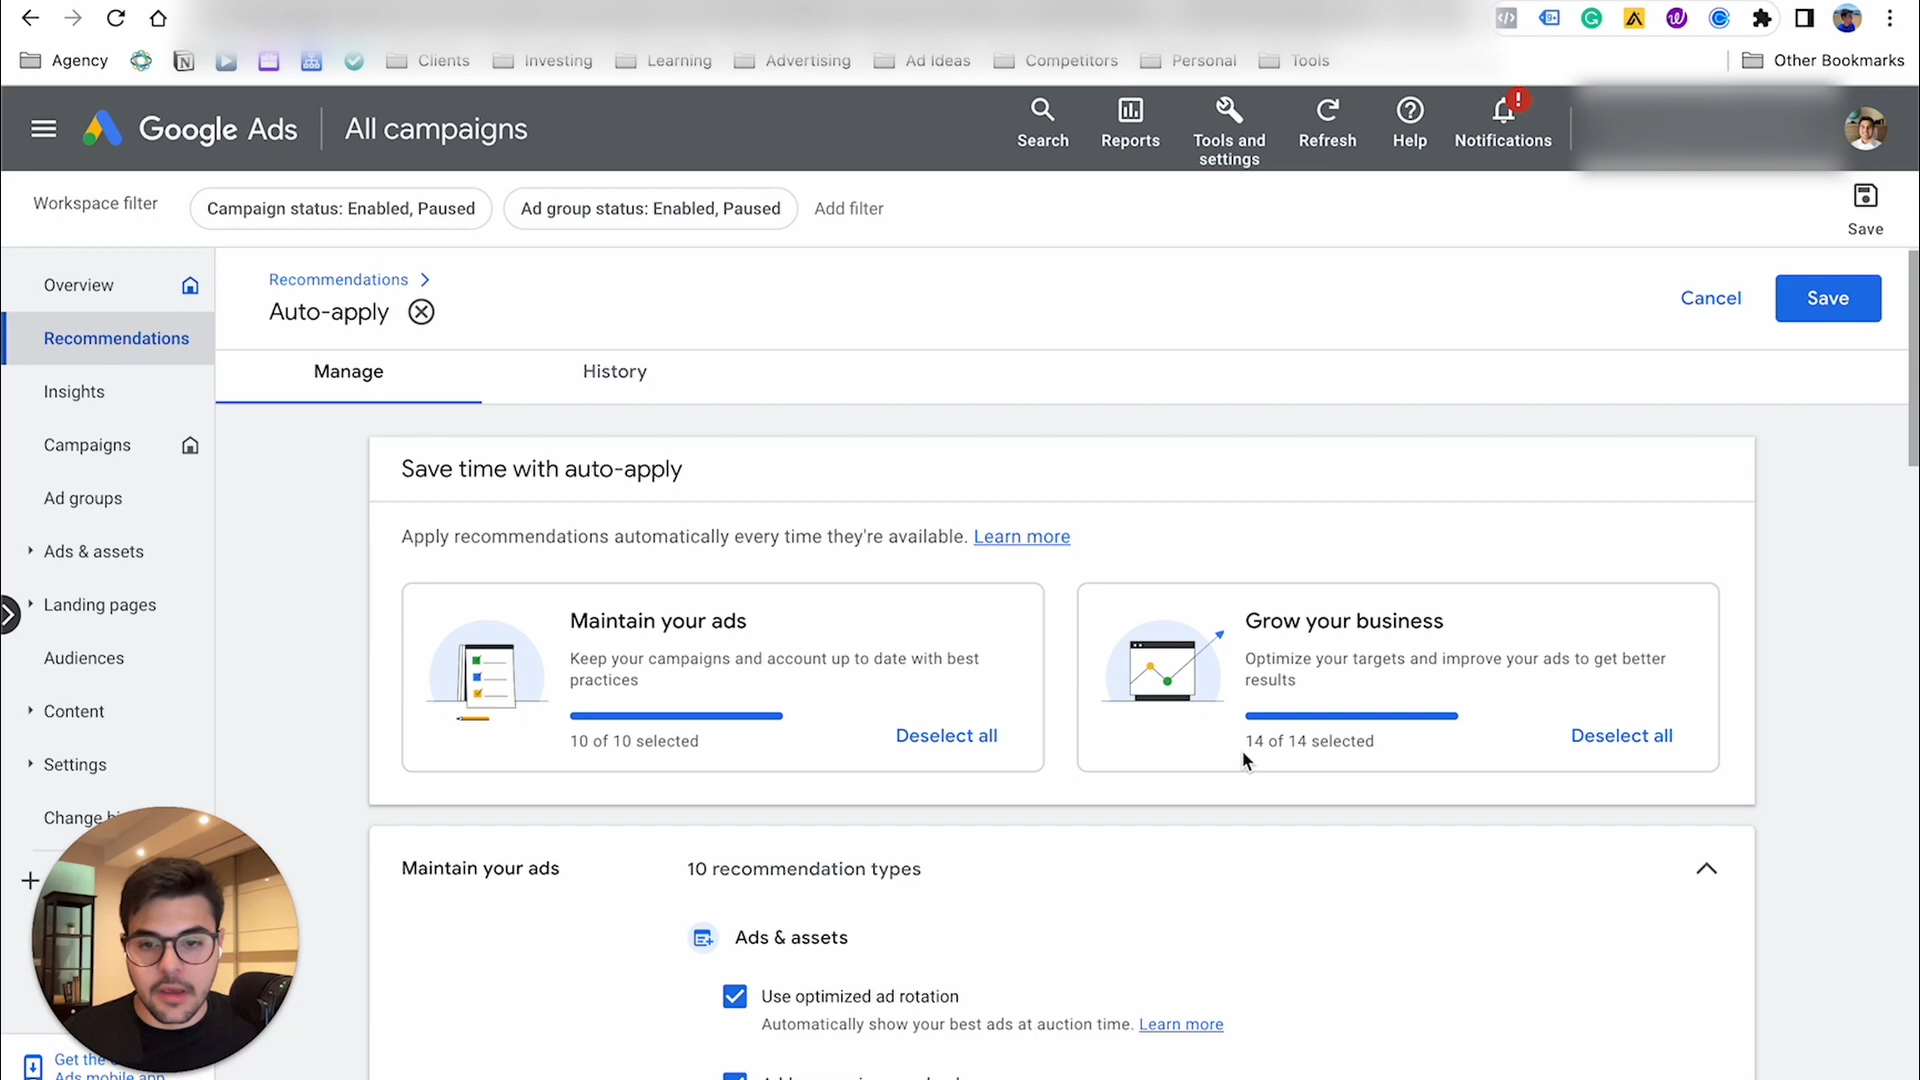 Agency
Clients
Investing
Learning
Advertising
Ad Ideas
Competitors
Personal
Tools
Other Bookmarks
Google Ads
All campaigns
Search
Reports
Tools and
settings
Refresh
Help
Notifications
Workspace filter
Campaign status: Enabled, Paused
Ad group status: Enabled, Paused
Add filter
Save
Overview
Recommendations
Insights
Campaigns
Ad groups
Ads & assets
Landing pages
Audiences
Content
Settings
Change
Get the
Ads mobile app
Recommendations
Auto-apply
Cancel
Save
Manage
History
Save time with auto-apply
Apply recommendations automatically every time they're available. Learn more
Maintain your ads
Keep your campaigns and account up to date with best
practices
10 of 10 selected
Deselect all
Grow your business
Optimize your targets and improve your ads to get better
results
14 of 14 selected
Deselect all
Maintain your ads
10 recommendation types
Ads & assets
Use optimized ad rotation
Automatically show your best ads at auction time. Learn more